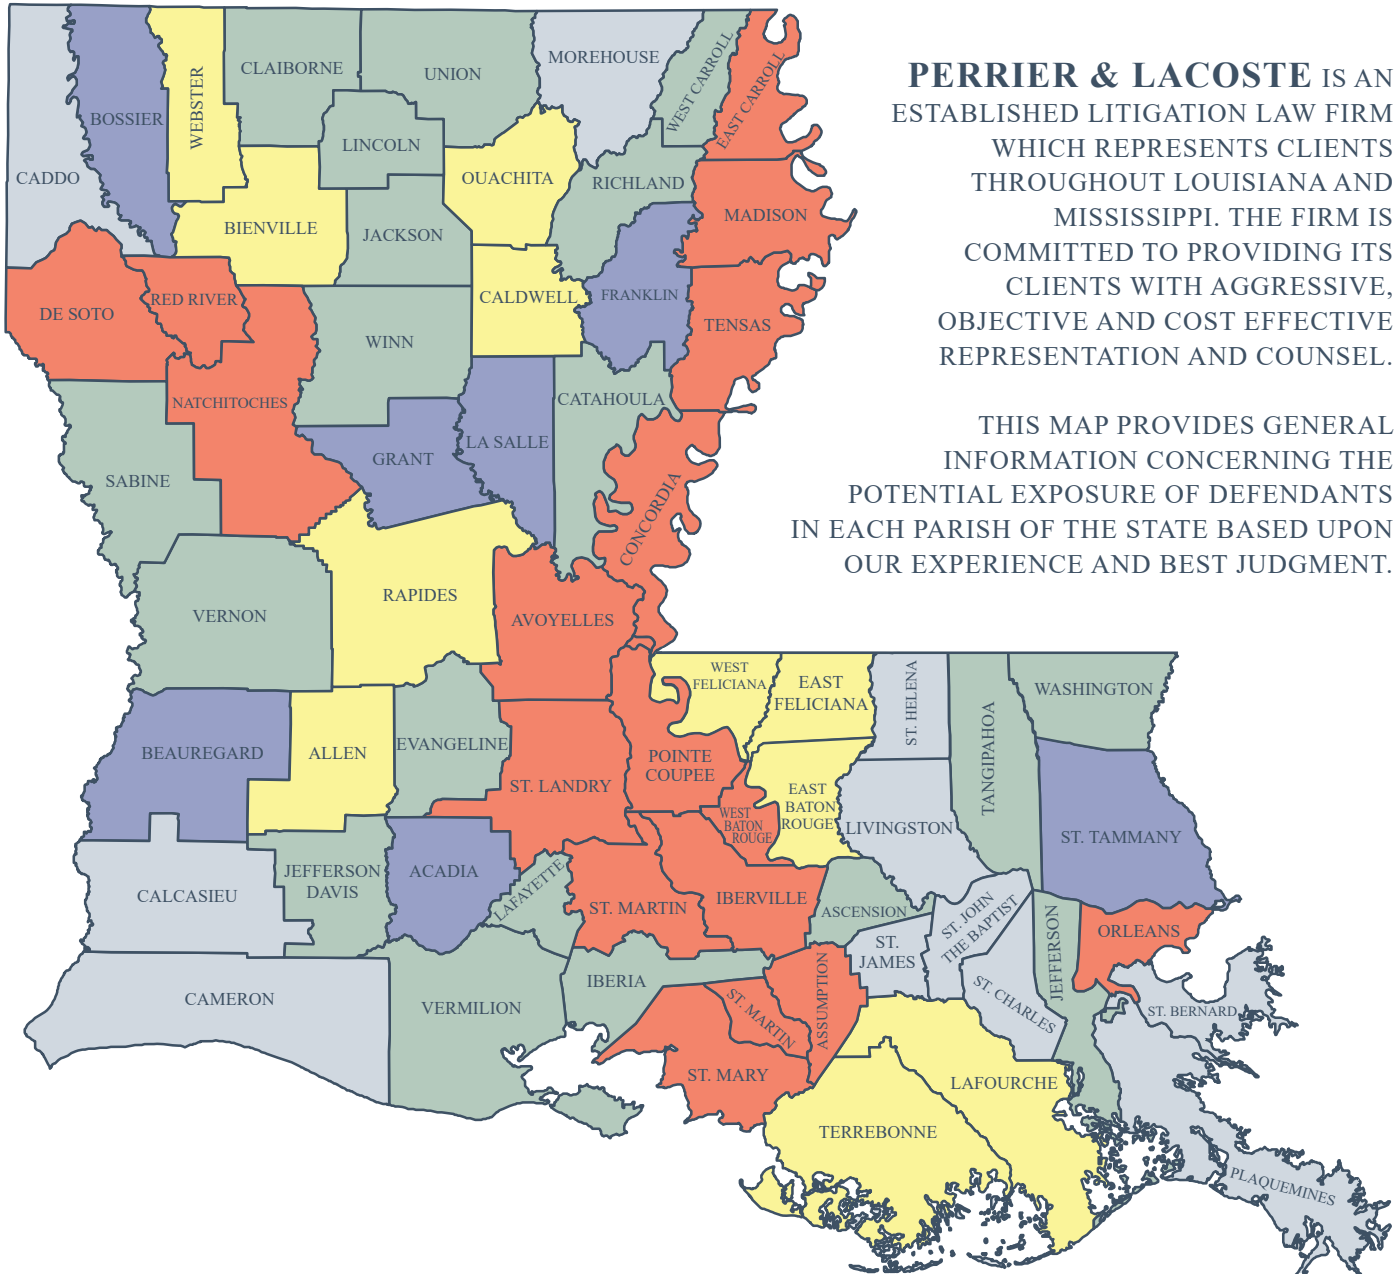 PERRIER & LACOSTE IS AN
ESTABLISHED LITIGATION LAW FIRM
WHICH REPRESENTS CLIENTS
THROUGHOUT LOUISIANA AND
MISSISSIPPI. THE FIRM IS
COMMITTED TO PROVIDING ITS
CLIENTS WITH AGGRESSIVE,
OBJECTIVE AND COST EFFECTIVE
REPRESENTATION AND COUNSEL.
THIS MAP PROVIDES GENERAL
INFORMATION CONCERNING THE
POTENTIAL EXPOSURE OF DEFENDANTS
IN EACH PARISH OF THE STATE BASED UPON
OUR EXPERIENCE AND BEST JUDGMENT.
CADDO
BOSSIER
WEBSTER
CLAIBORNE
UNION
MOREHOUSE
WEST CARROLL
EAST CARROLL
LINCOLN
OUACHITA
RICHLAND
MADISON
BIENVILLE
JACKSON
DE SOTO
RED RIVER
CALDWELL
FRANKLIN
TENSAS
WINN
NATCHITOCHES
CATAHOULA
SABINE
GRANT
LA SALLE
CONCORDIA
VERNON
RAPIDES
AVOYELLES
WEST
FELICIANA
EAST
FELICIANA
ST. HELENA
TANGIPAHOA
WASHINGTON
BEAUREGARD
ALLEN
EVANGELINE
ST. LANDRY
POINTE
COUPEE
WEST
BATON
ROUGE
EAST
BATON
ROUGE
LIVINGSTON
ST. TAMMANY
CALCASIEU
JEFFERSON
DAVIS
ACADIA
LAFAYETTE
ST. MARTIN
IBERVILLE
ASCENSION
ST. JOHN
THE BAPTIST
JEFFERSON
ORLEANS
ST.
JAMES
CAMERON
VERMILION
IBERIA
ST. MARTIN
ASSUMPTION
ST. CHARLES
ST. BERNARD
ST. MARY
LAFOURCHE
TERREBONNE
PLAQUEMINES